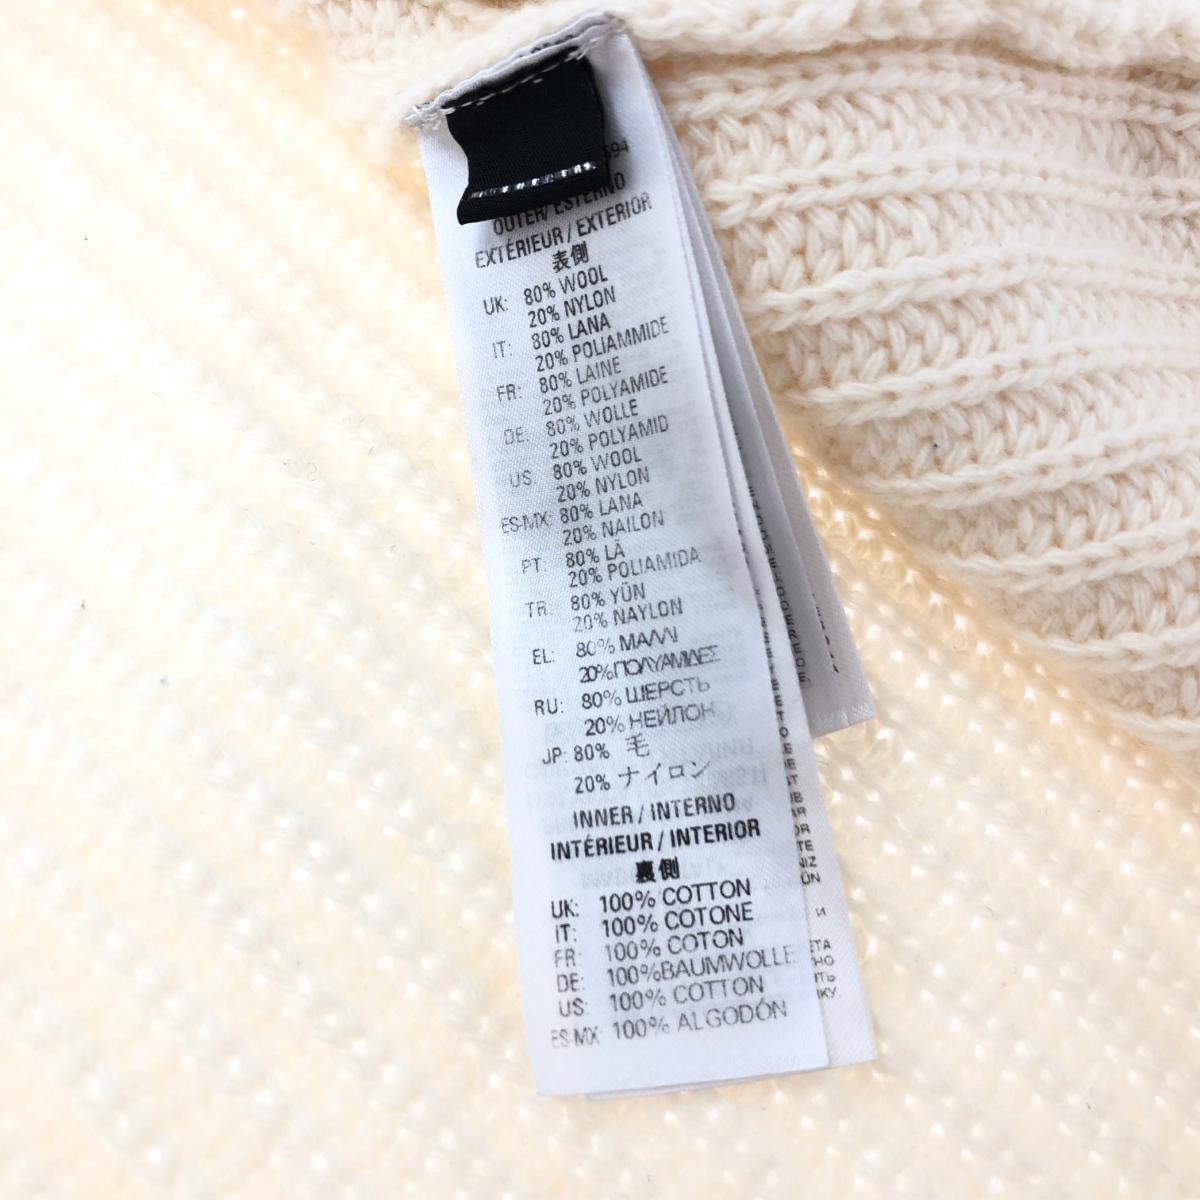 594
OUTER/ ESTERNO
EXTÉRIEUR / EXTERIOR
表側
UK: 80% WOOL
20% NYLON
IT: 80% LANA
20% POLIAMMIDE
FR: 80% LAINE
20% POLYAMIDE
DE: 80% WOLLE
20% POLYAMID
US 80% WOOL
20% NYLON
ES-MX: 80% LANA
20% NAILON
PT: 80% LÃ
20% POLIAMIDA
TR: 80% YÜN
20% NAYLON
EL: 80% ΜΑΛΛΙ
20%ΠΟΛΥΑΜΙΔΕΣ
RU: 80% ШЕРСТЬ
20% НЕЙЛОН
JP: 80% 毛
20% ナイロン
INNER / INTERNO
INTÉRIEUR / INTERIOR
裏側
UK: 100% COTTON
IT: 100% COTONE
FR: 100% COTON
DE: 100%BAUMWOLLE
US: 100% COTTON
ES-MX: 100% ALGODÓN